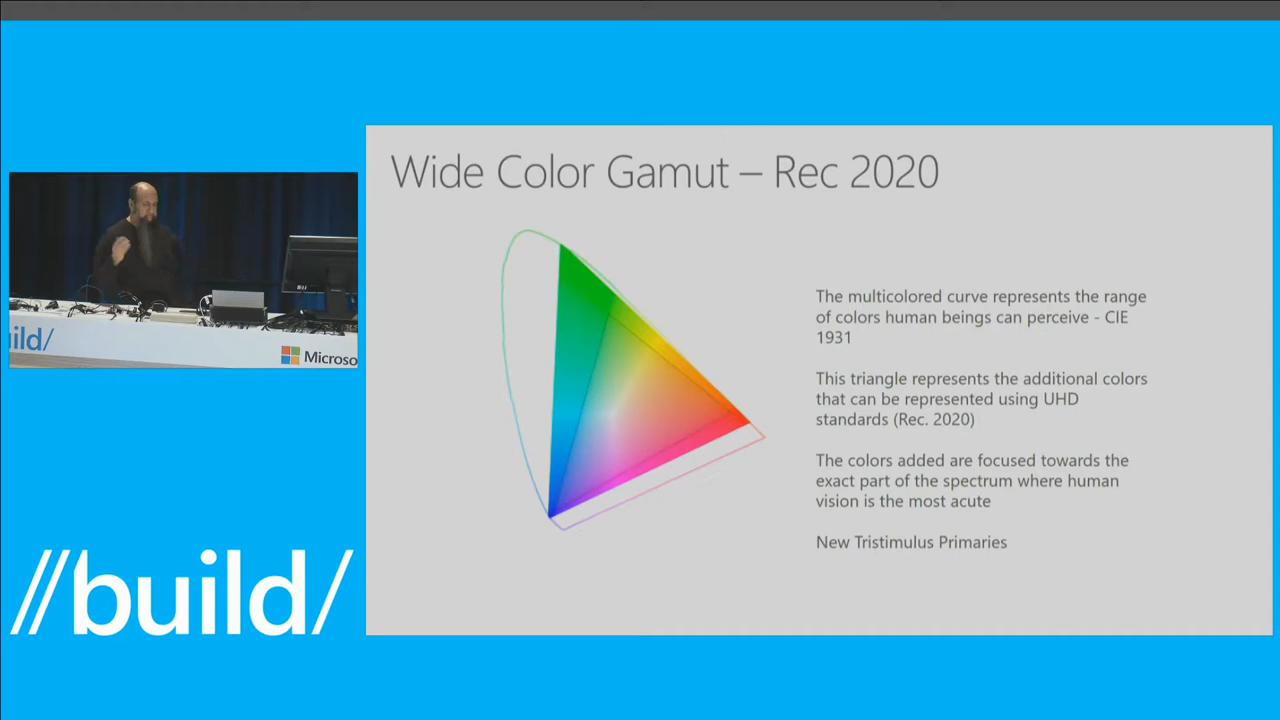 Wide Color Gamut – Rec 2020
The multicolored curve represents the range
of colors human beings can perceive - CIE
1931
This triangle represents the additional colors
that can be represented using UHD
standards (Rec. 2020)
The colors added are focused towards the
exact part of the spectrum where human
vision is the most acute
New Tristimulus Primaries
uild/
Microso
//build/